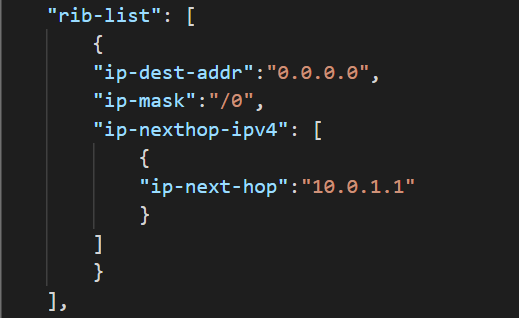 "rib-list": [
{
"ip-dest-addr":"0.0.0.0",
"ip-mask":"/0",
"ip-nexthop-ipv4": [
{
"ip-next-hop":"10.0.1.1"
}
]
}
],